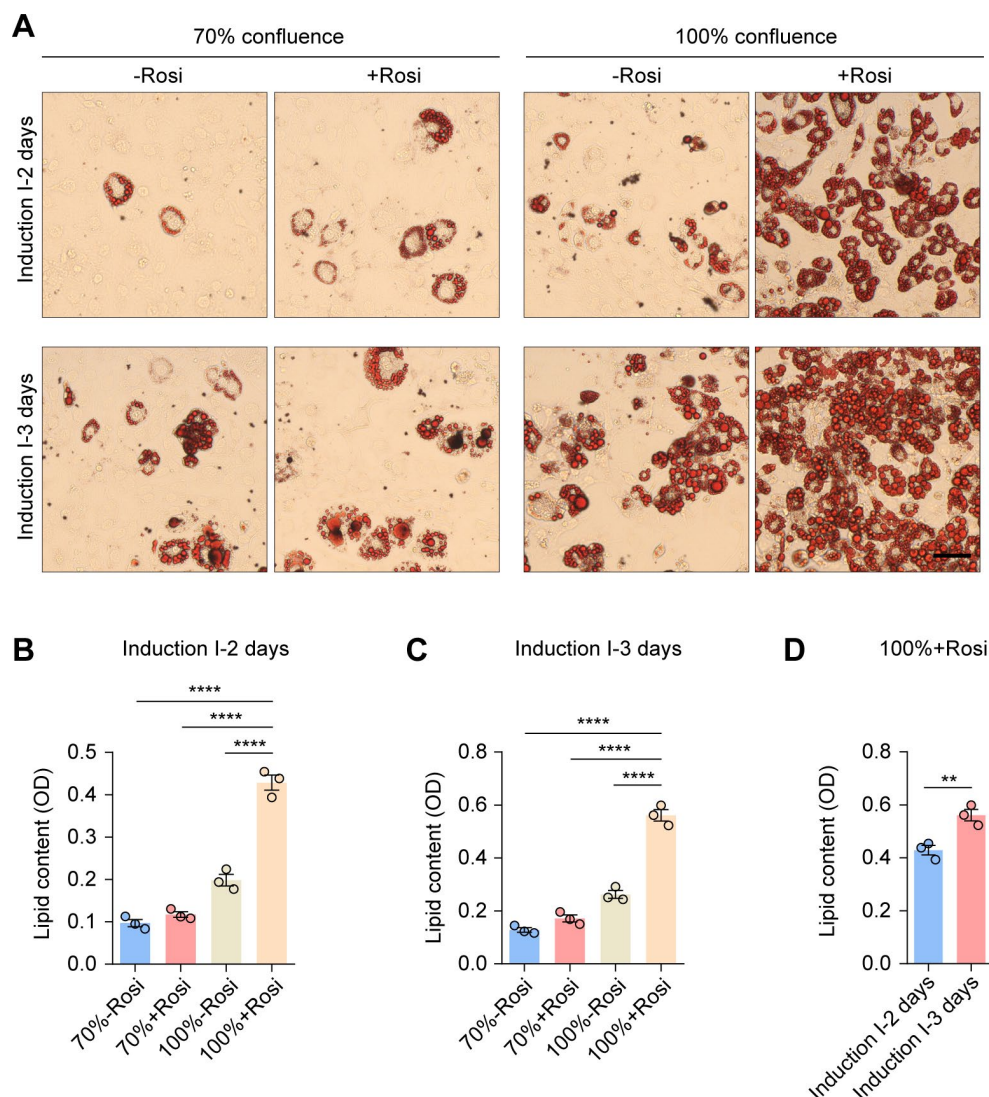 A
70% confluence
100% confluence
-Rosi
+Rosi
-Rosi
+Rosi
Induction I-2 days
Induction I-3 days
B
Induction I-2 days
****
****
****
Lipid content (OD)
0.5
0.4
0.3
0.2
0.1
0.0
70%-Rosi
70%+Rosi
100%-Rosi
100%+Rosi
C
Induction I-3 days
****
****
****
Lipid content (OD)
0.8
0.6
0.4
0.2
0.0
70%-Rosi
70%+Rosi
100%-Rosi
100%+Rosi
D
100%+Rosi
**
Lipid content (OD)
0.8
0.6
0.4
0.2
0.0
Induction I-2 days
Induction I-3 days